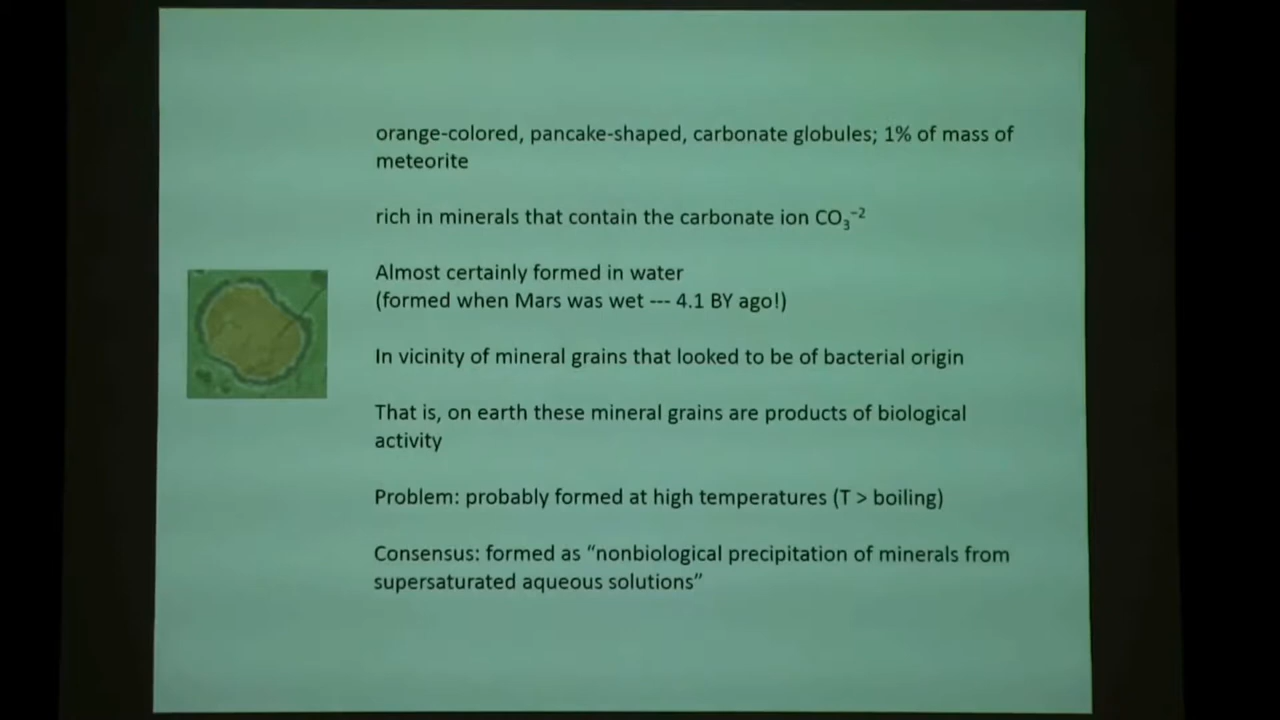 orange-colored, pancake-shaped, carbonate globules; 1% of mass of
meteorite
rich in minerals that contain the carbonate ion CO₃⁻²
Almost certainly formed in water
(formed when Mars was wet --- 4.1 BY ago!)
In vicinity of mineral grains that looked to be of bacterial origin
That is, on earth these mineral grains are products of biological
activity
Problem: probably formed at high temperatures (T > boiling)
Consensus: formed as “nonbiological precipitation of minerals from
supersaturated aqueous solutions”